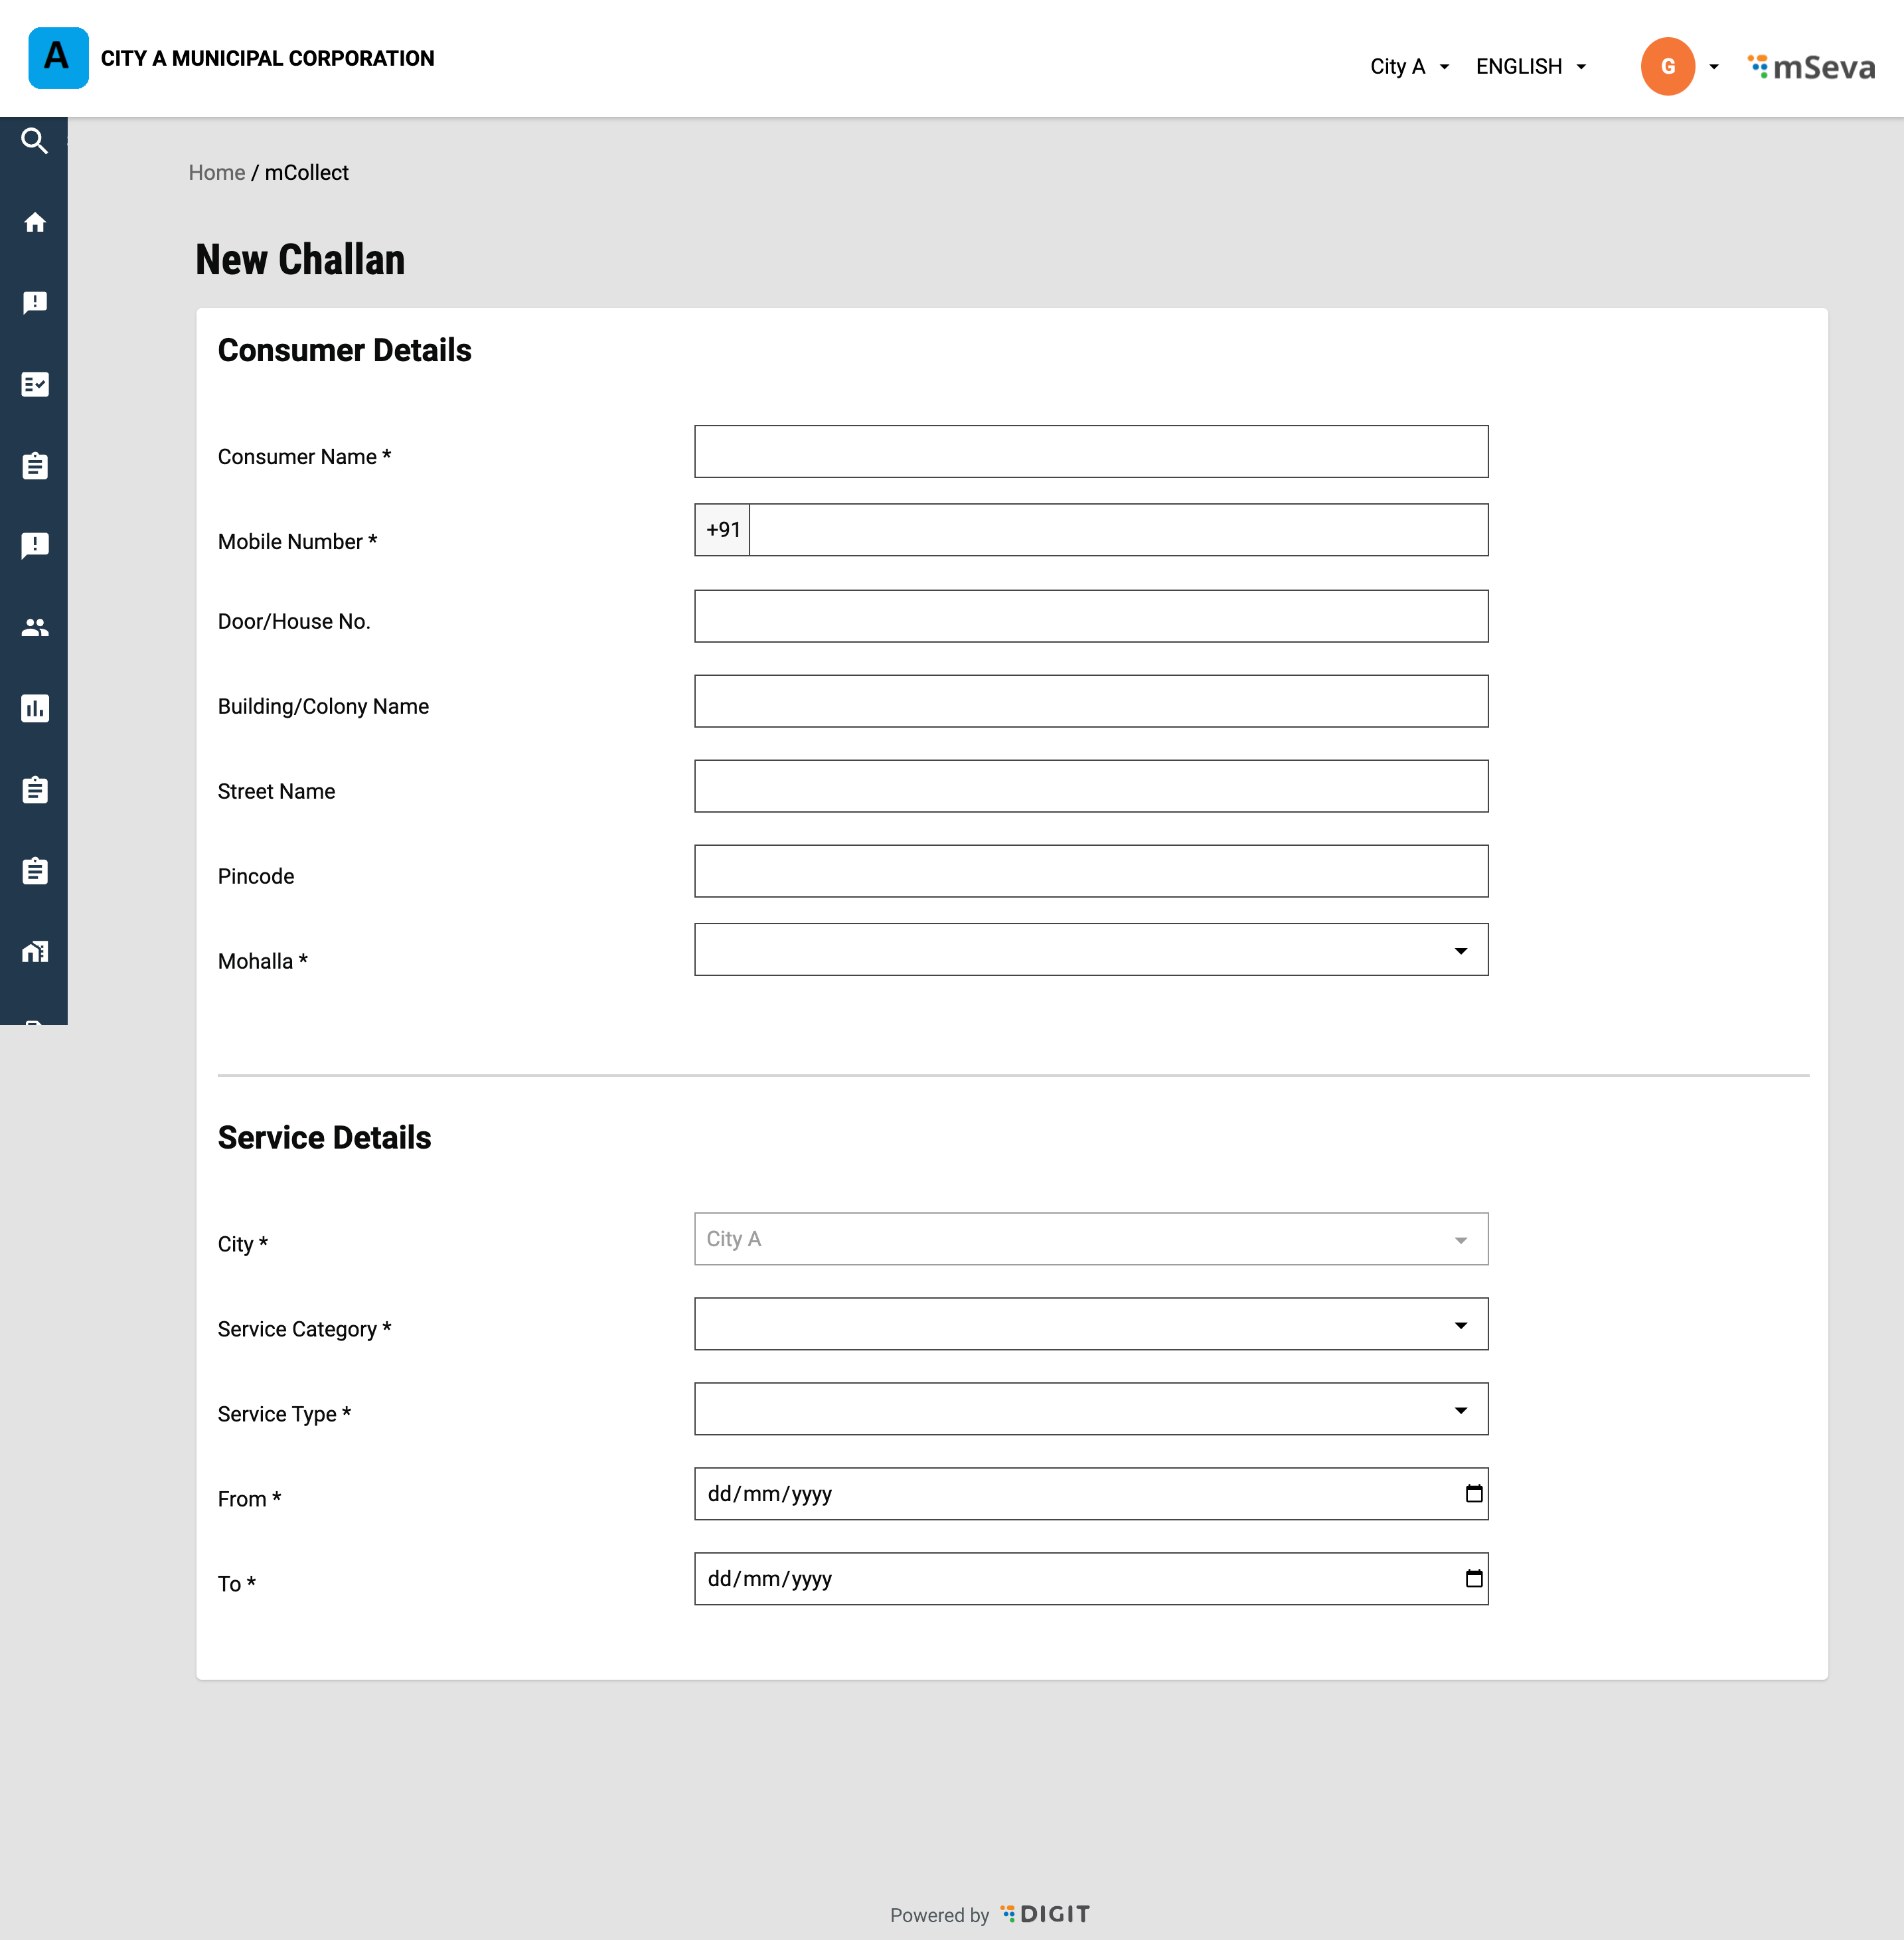 A
CITY A MUNICIPAL CORPORATION
City A
ENGLISH
G
mSeva
Home / mCollect
New Challan
Consumer Details
Consumer Name *
Mobile Number *
+91
Door/House No.
Building/Colony Name
Street Name
Pincode
Mohalla *
Service Details
City *
City A
Service Category *
Service Type *
From *
dd/mm/yyyy
To *
dd/mm/yyyy
Powered by DIGIT